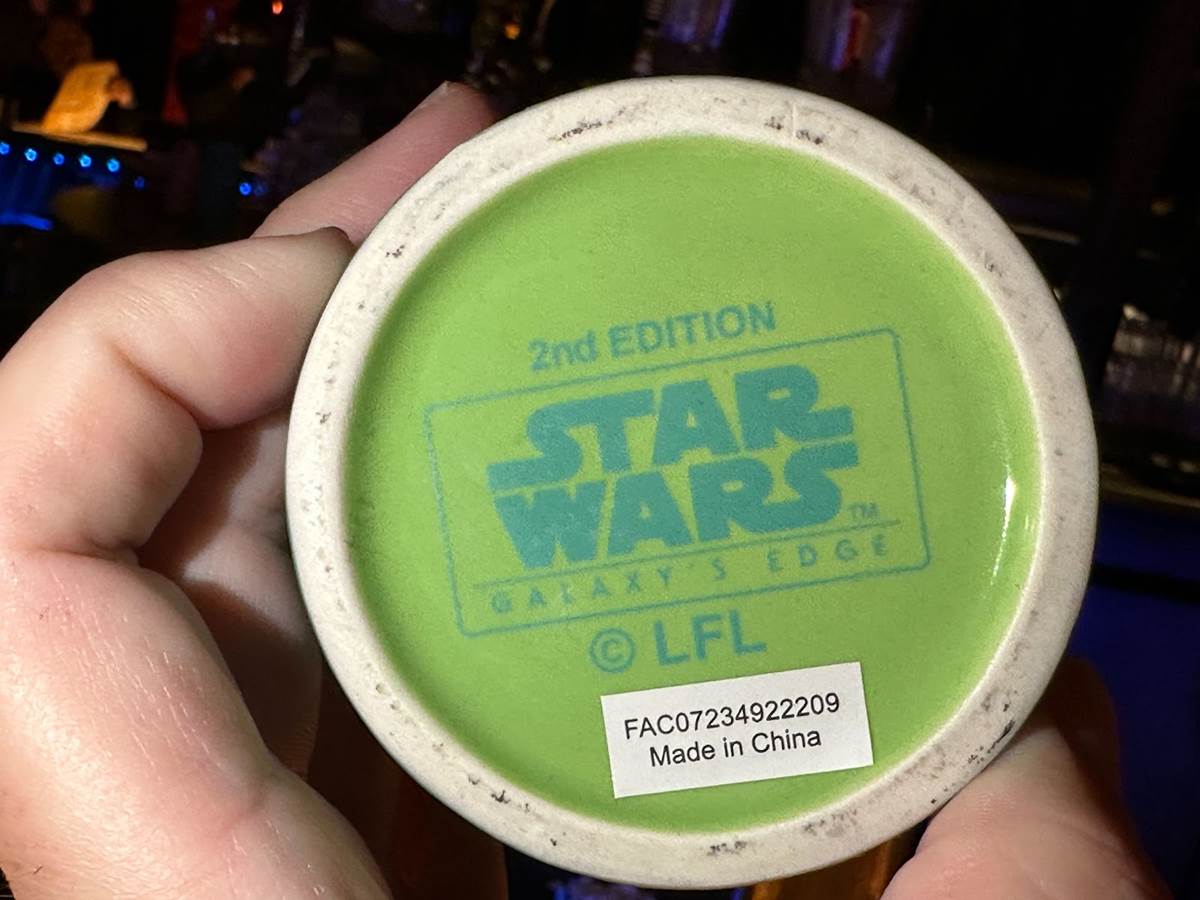 2nd EDITION
STAR
WARS™
GALAXY'S EDGE
© LFL
FAC07234922209
Made in China